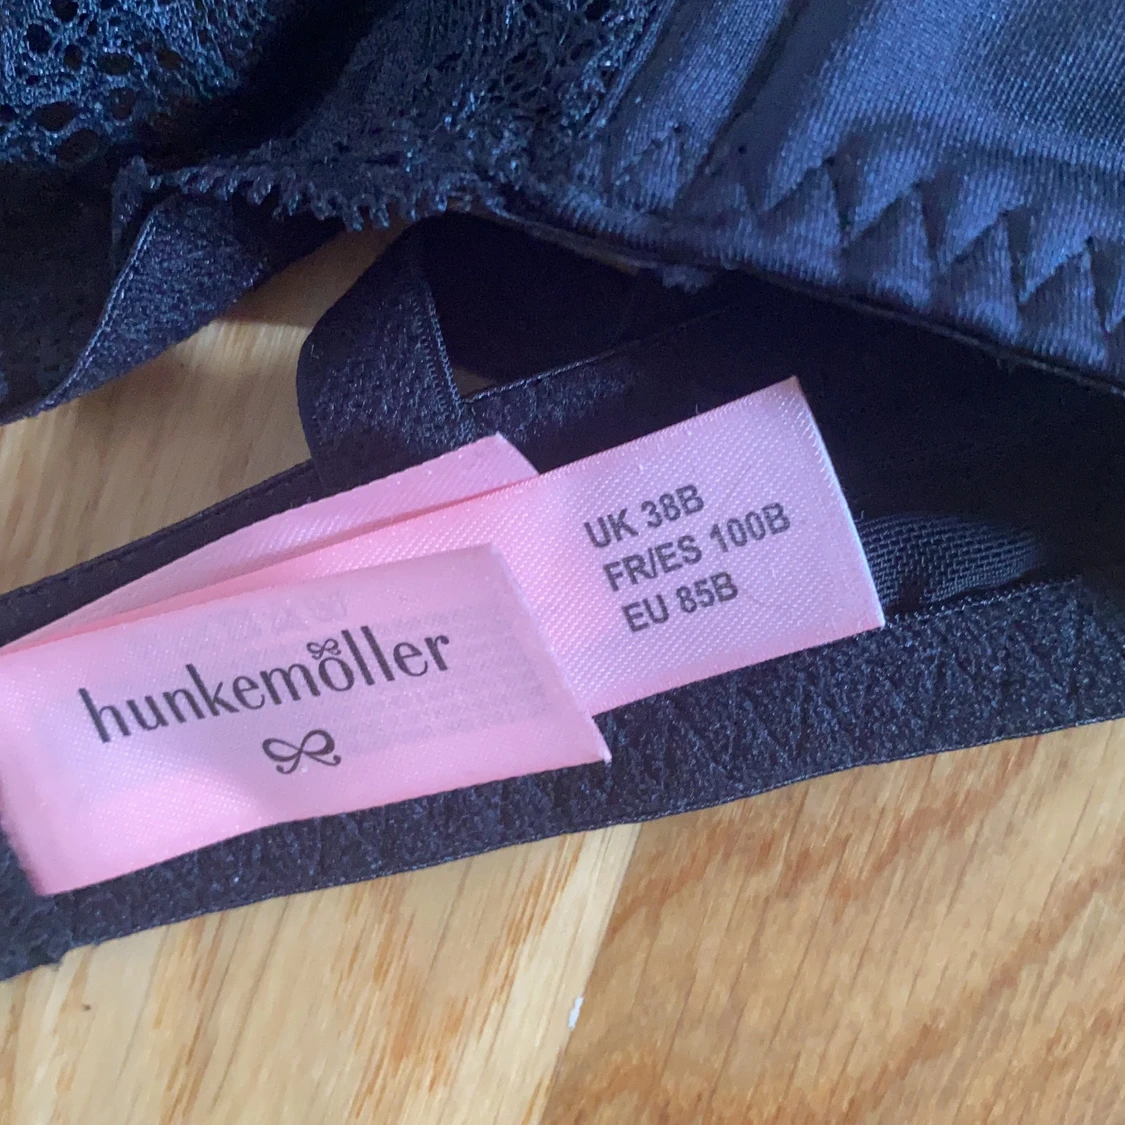 UK 38B
FR/ES 100B
EU 85B
hunkemöller